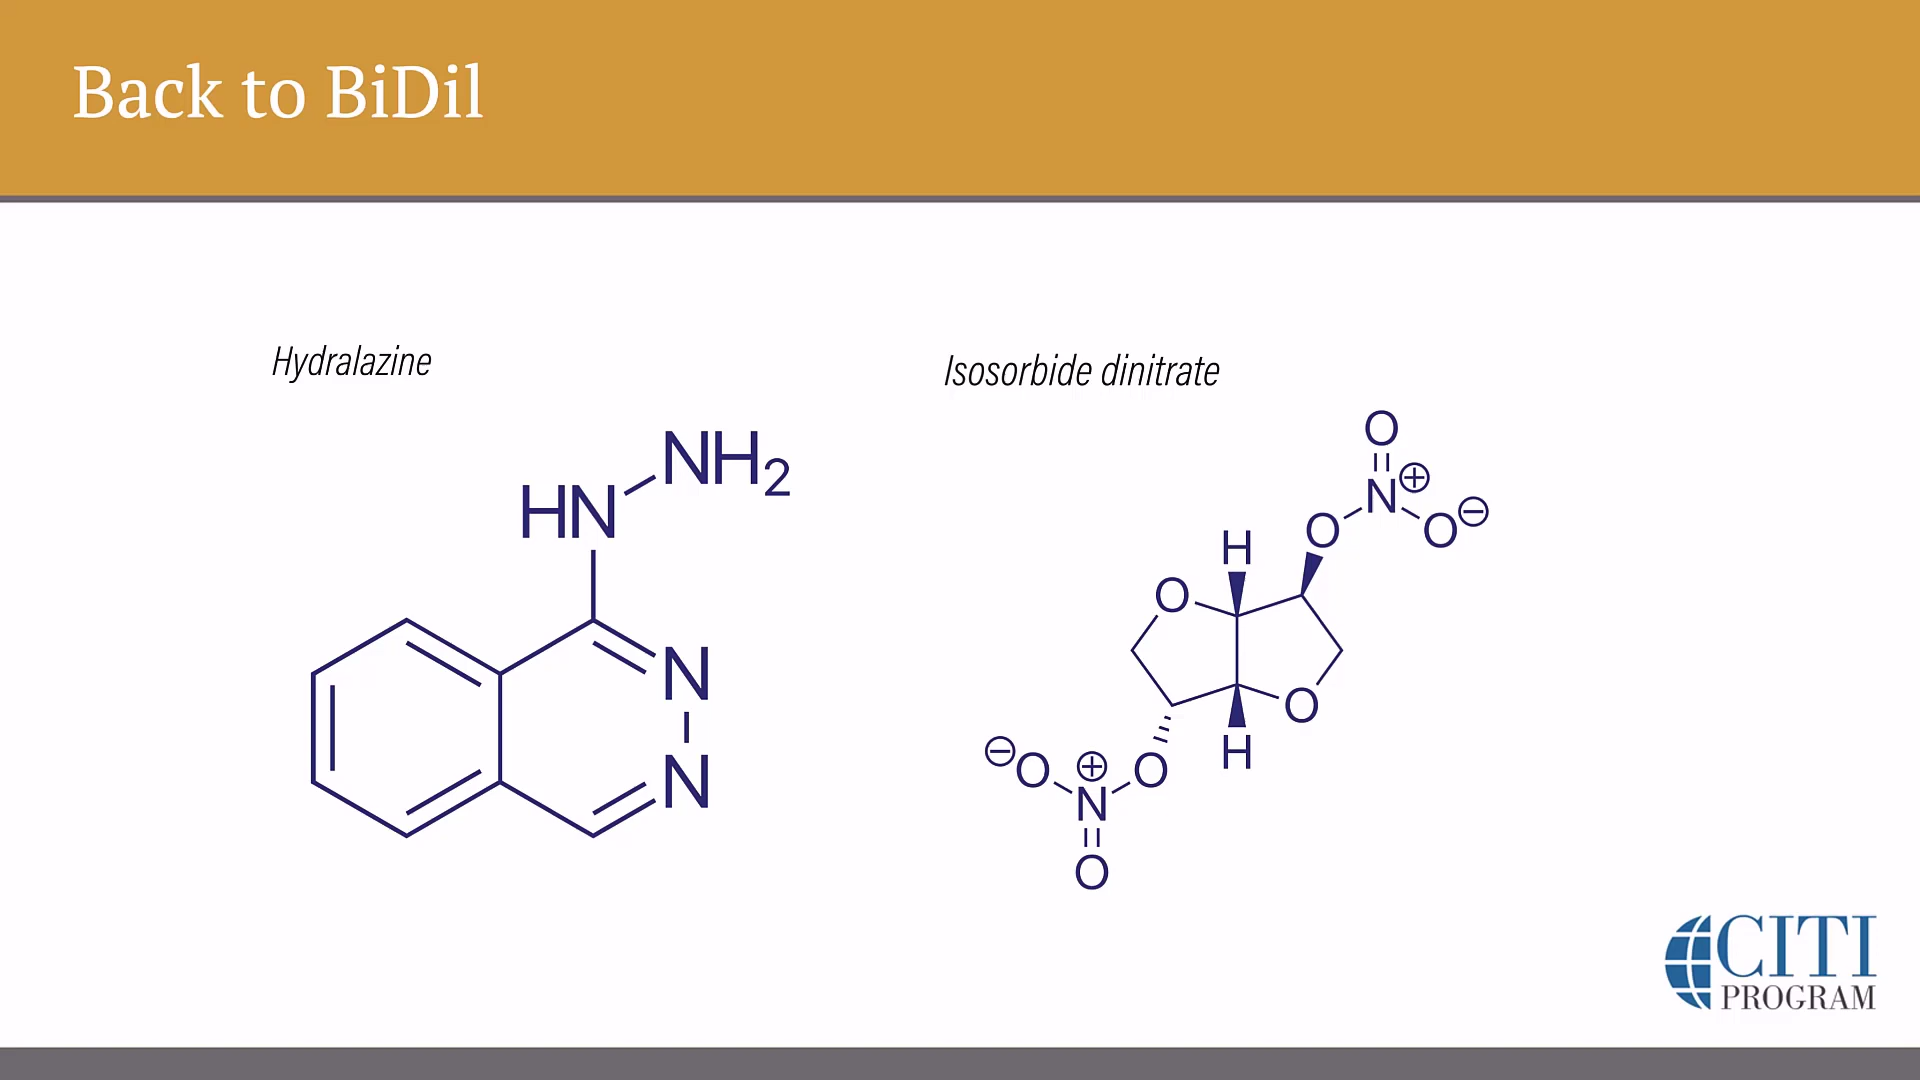 Back to BiDil
Hydralazine
Isosorbide dinitrate
NH2
HN
N
N
O
N⊕
O
O⊖
H
O
O
H
⊖O
⊕
N
O
O
CITI
PROGRAM